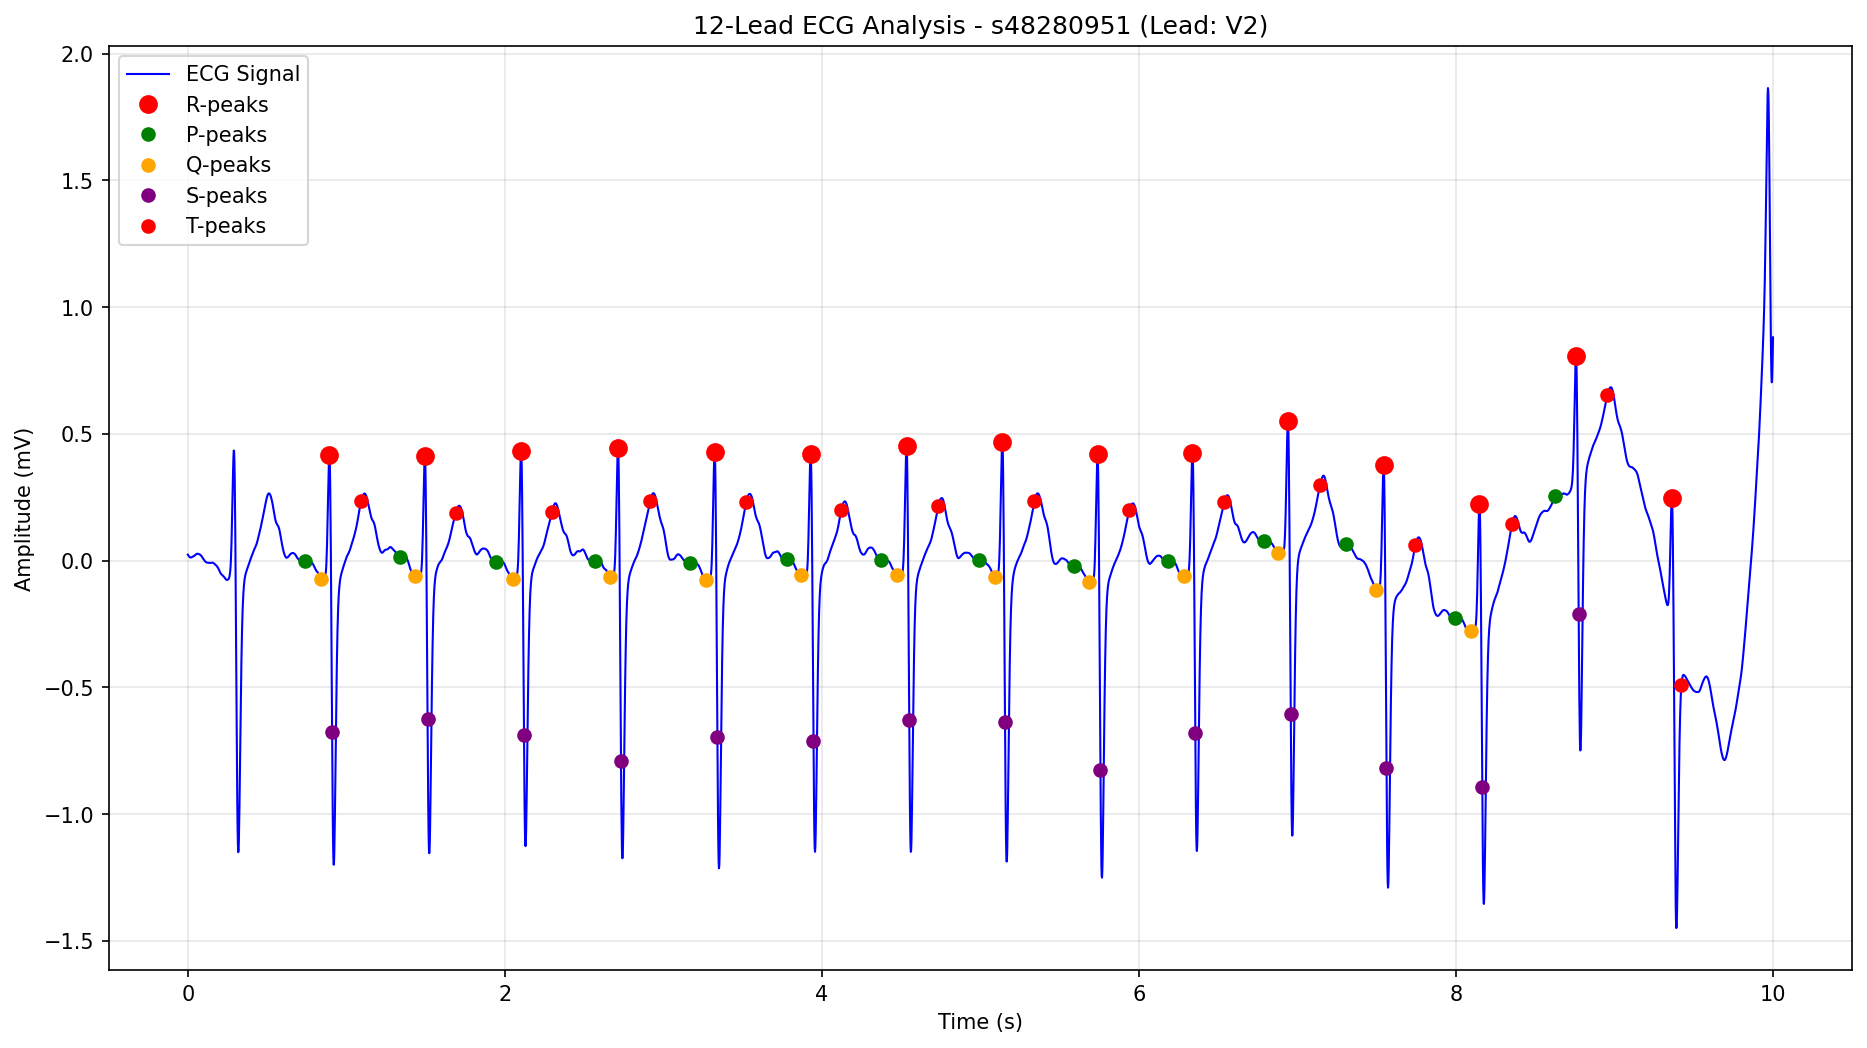 12-Lead ECG Analysis - s48280951 (Lead: V2)
ECG Signal
R-peaks
P-peaks
Q-peaks
S-peaks
T-peaks
Amplitude (mV)
2.0
1.5
1.0
0.5
0.0
−0.5
−1.0
−1.5
0 2 4 6 8 10
Time (s)